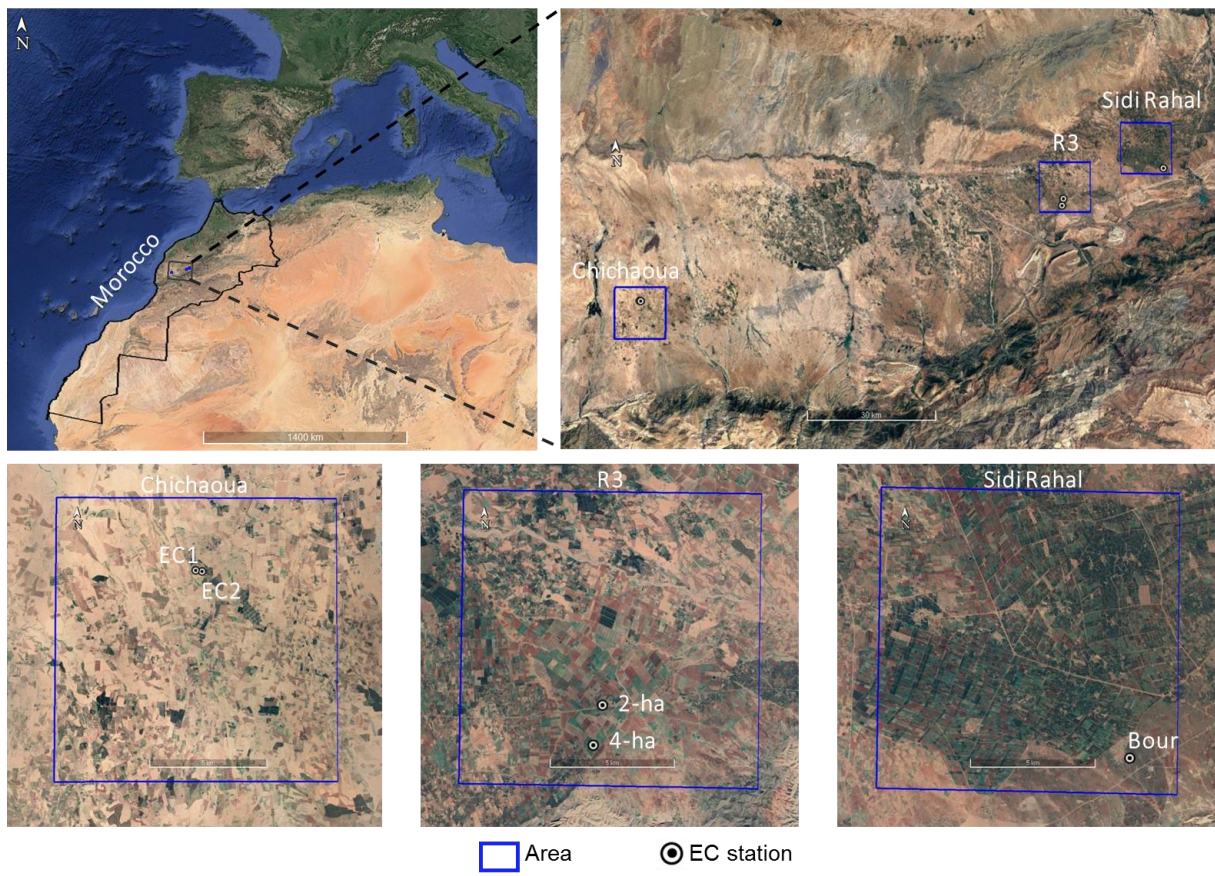 N
Morocco
1400 km
Sidi Rahal
R3
N
Chichaoua
30 km
Chichaoua
N
EC1
EC2
5 km
R3
N
2-ha
4-ha
5 km
Sidi Rahal
N
Bour
5 km
Area
EC station